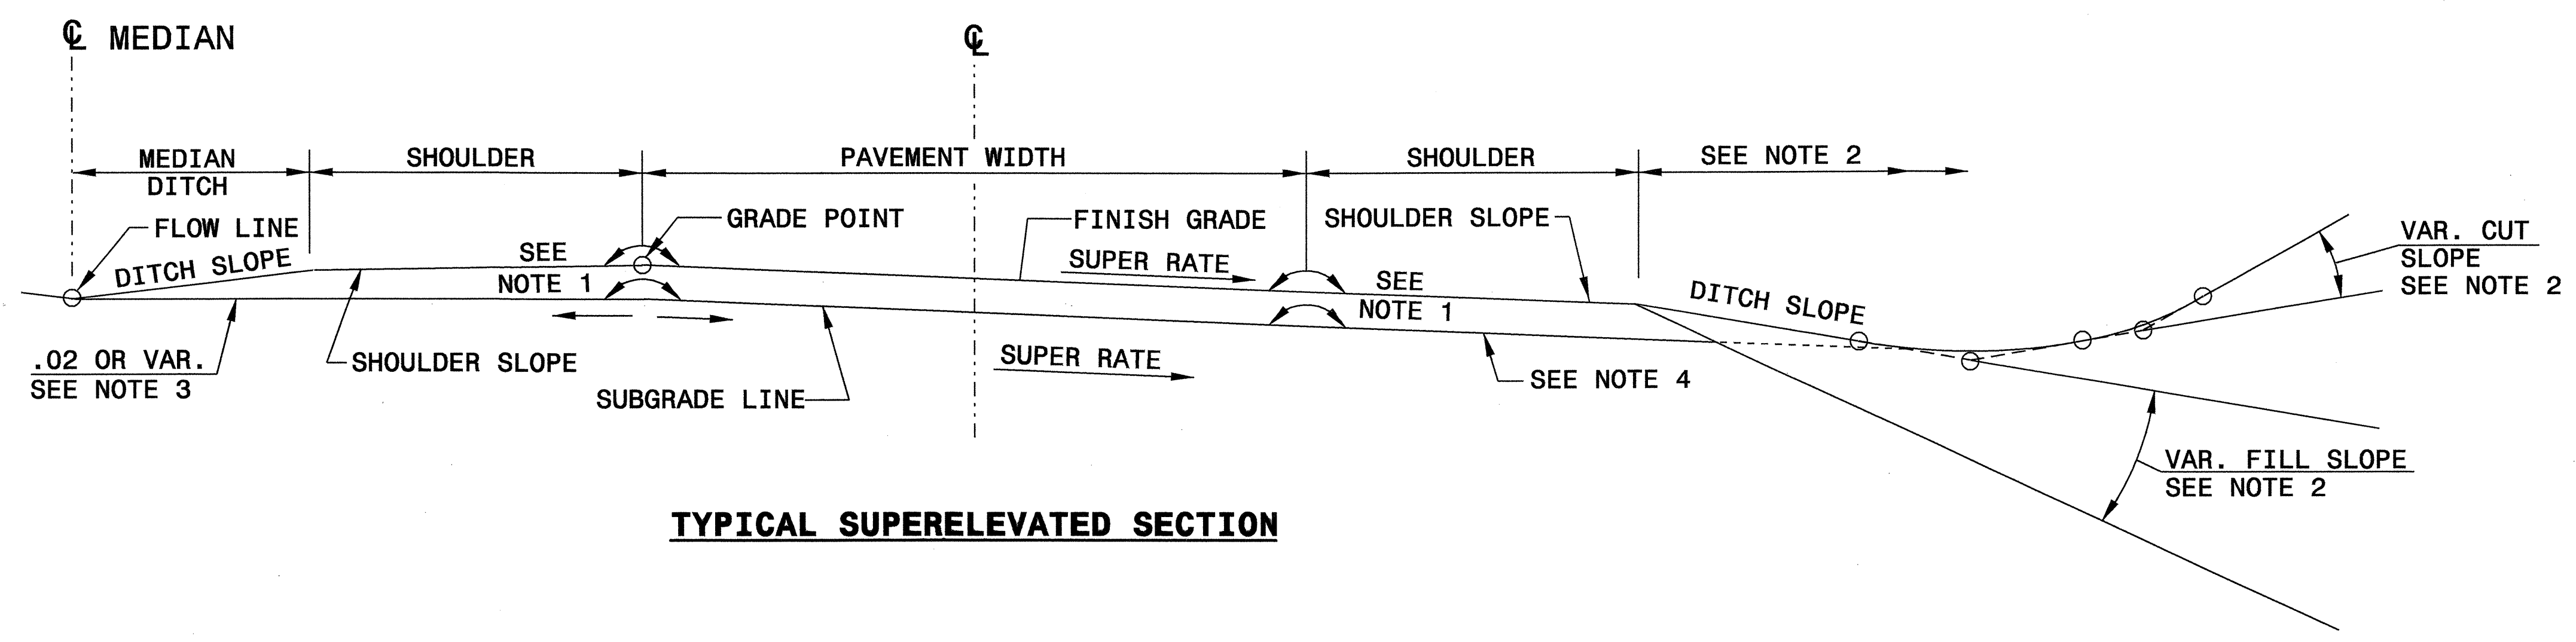 ℄ MEDIAN
℄
MEDIAN
DITCH
SHOULDER
PAVEMENT WIDTH
SHOULDER
SEE NOTE 2
FLOW LINE
DITCH SLOPE
SEE
NOTE 1
GRADE POINT
FINISH GRADE
SUPER RATE
SHOULDER SLOPE
SEE
NOTE 1
DITCH SLOPE
VAR. CUT
SLOPE
SEE NOTE 2
.02 OR VAR.
SEE NOTE 3
SHOULDER SLOPE
SUBGRADE LINE
SUPER RATE
SEE NOTE 4
VAR. FILL SLOPE
SEE NOTE 2
TYPICAL SUPERELEVATED SECTION